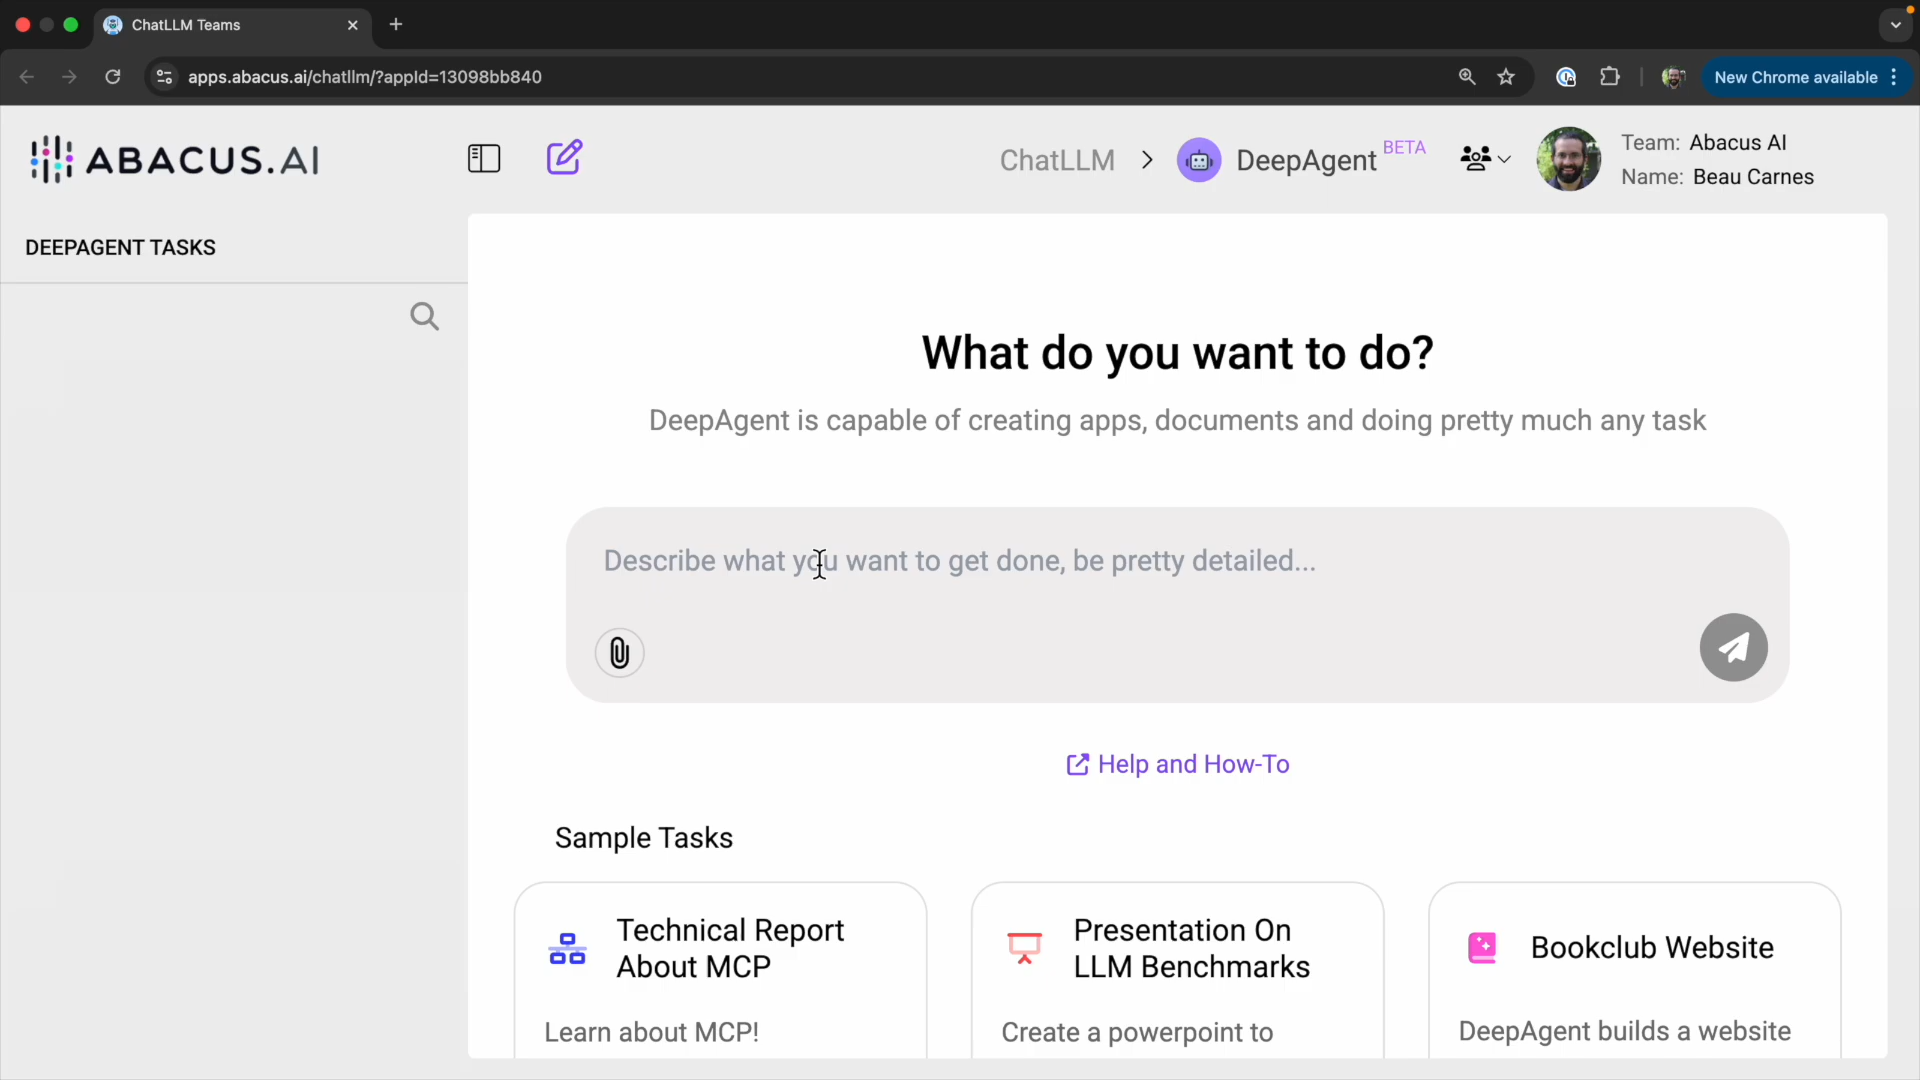 ChatLLM Teams
apps.abacus.ai/chatllm/?appId=13098bb840
New Chrome available
ABACUS.AI
ChatLLM
DeepAgent BETA
Team: Abacus AI
Name: Beau Carnes
DEEPAGENT TASKS
What do you want to do?
DeepAgent is capable of creating apps, documents and doing pretty much any task
Describe what you want to get done, be pretty detailed...
Help and How-To
Sample Tasks
Technical Report
About MCP
Learn about MCP!
Presentation On
LLM Benchmarks
Create a powerpoint to
Bookclub Website
DeepAgent builds a website